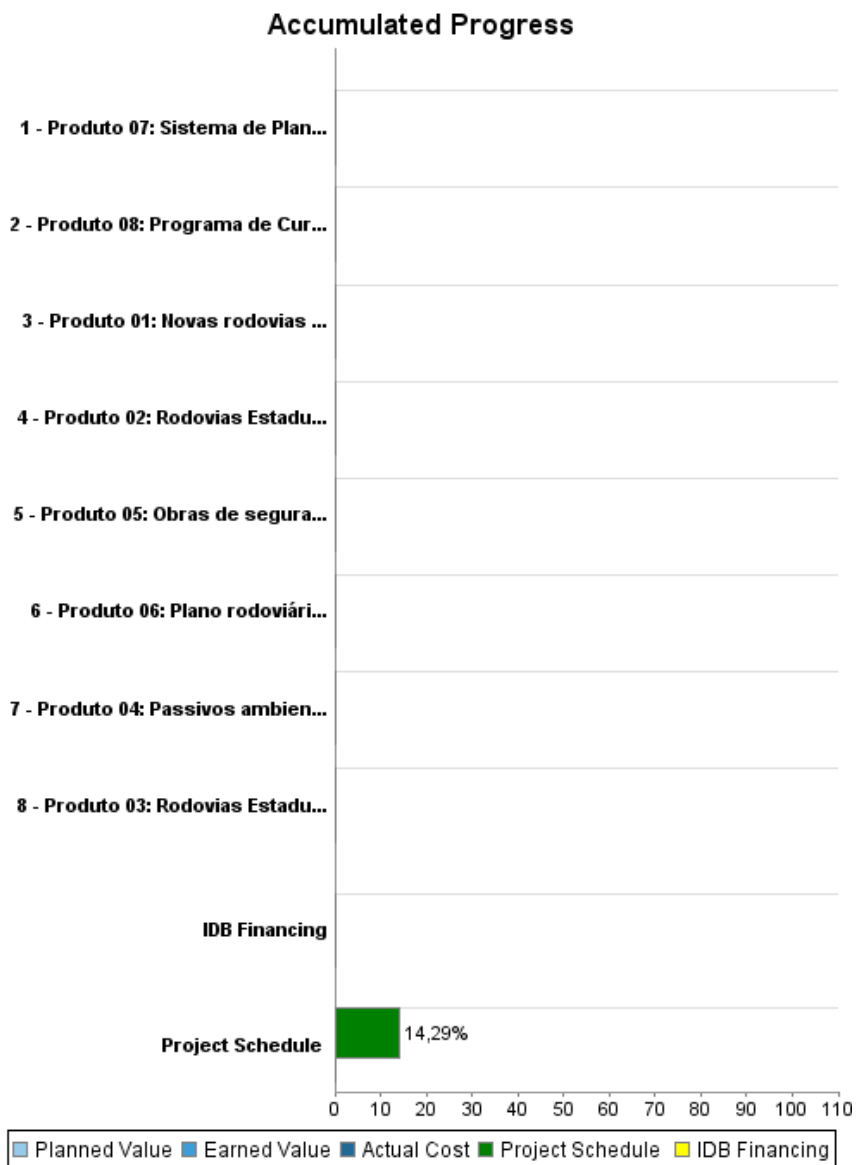 Accumulated Progress
1 - Produto 07: Sistema de Plan...
2 - Produto 08: Programa de Cur...
3 - Produto 01: Novas rodovias ...
4 - Produto 02: Rodovias Estadu...
5 - Produto 05: Obras de segura...
6 - Produto 06: Plano rodoviári...
7 - Produto 04: Passivos ambien...
8 - Produto 03: Rodovias Estadu...
IDB Financing
Project Schedule 14,29%
0 10 20 30 40 50 60 70 80 90 100 110
Planned Value Earned Value Actual Cost Project Schedule IDB Financing